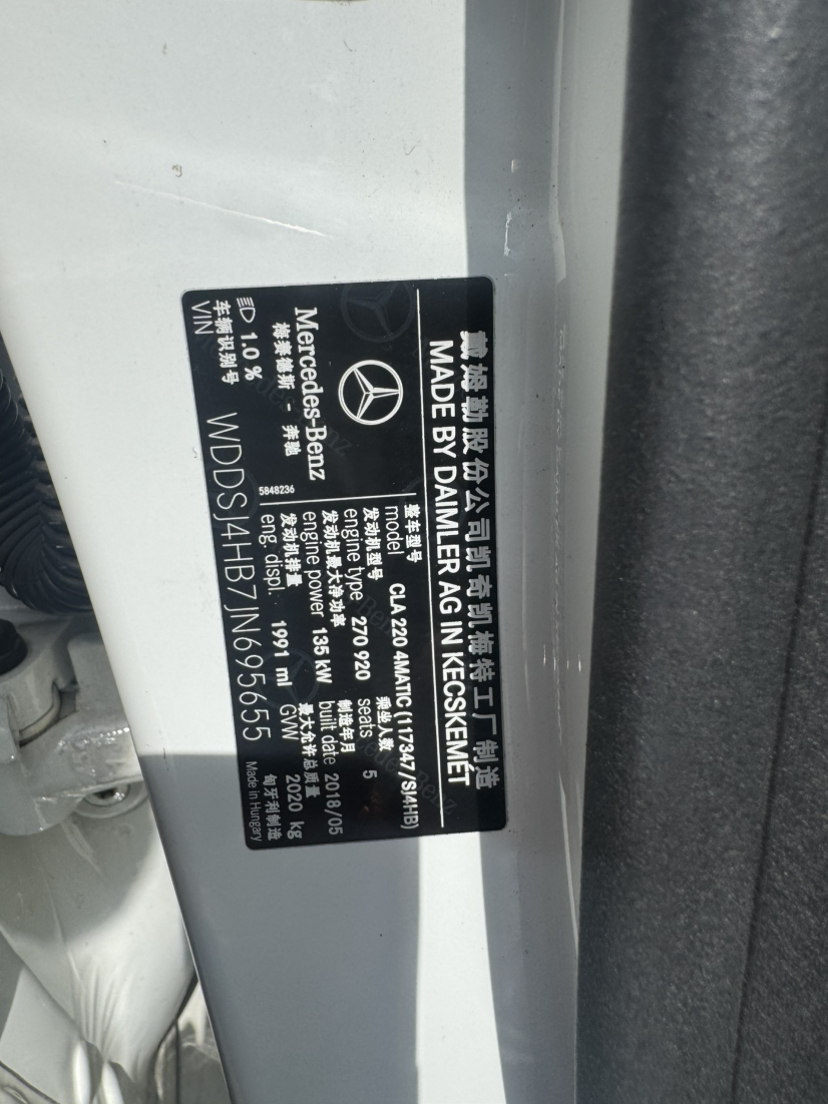 戴姆勒股份公司凯奇凯梅特工厂制造
MADE BY DAIMLER AG IN KECSKEMÉT
Mercedes-Benz
梅赛德斯 - 奔驰
1.0 %
5848236
整车型号
model CLA 220 4MATIC (117347/SJ4HB)
发动机型号 乘坐人数
engine type 270 920 seats 5
发动机最大净功率 制造年月
engine power 135 kW built date 2018/05
发动机排量 最大允许总质量
eng. displ. 1991 ml GVW 2020 kg
车辆识别号 匈牙利制造
VIN WDDSJ4HB7JN695655 Made in Hungary